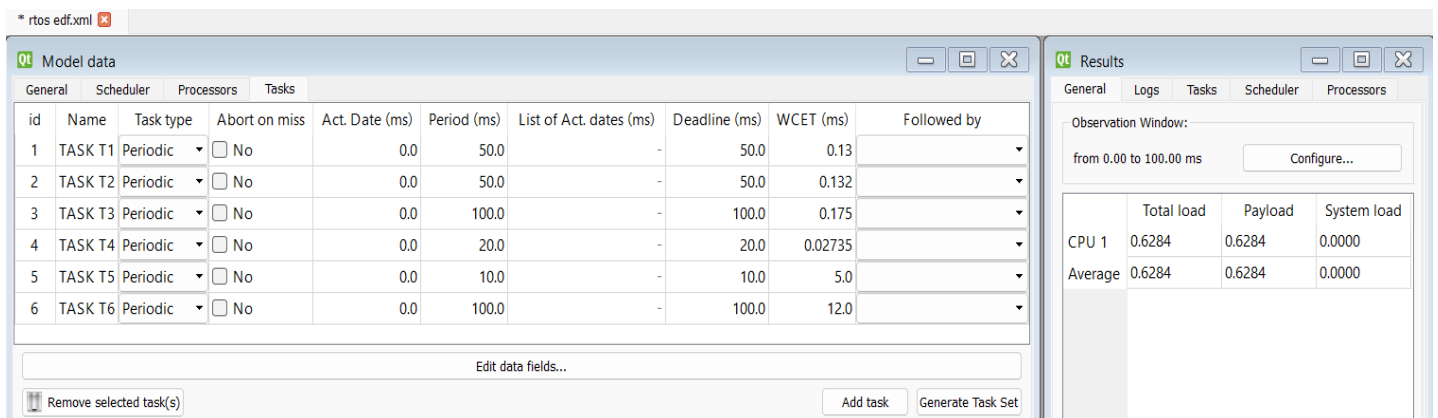 * rtos edf.xml
Qt Model data
General Scheduler Processors Tasks
id Name Task type Abort on miss Act. Date (ms) Period (ms) List of Act. dates (ms) Deadline (ms) WCET (ms) Followed by
1 TASK T1 Periodic No 0.0 50.0 - 50.0 0.13
2 TASK T2 Periodic No 0.0 50.0 - 50.0 0.132
3 TASK T3 Periodic No 0.0 100.0 - 100.0 0.175
4 TASK T4 Periodic No 0.0 20.0 - 20.0 0.02735
5 TASK T5 Periodic No 0.0 10.0 - 10.0 5.0
6 TASK T6 Periodic No 0.0 100.0 - 100.0 12.0
Edit data fields...
Remove selected task(s) Add task Generate Task Set
Qt Results
General Logs Tasks Scheduler Processors
Observation Window:
from 0.00 to 100.00 ms Configure...
Total load Payload System load
CPU 1 0.6284 0.6284 0.0000
Average 0.6284 0.6284 0.0000